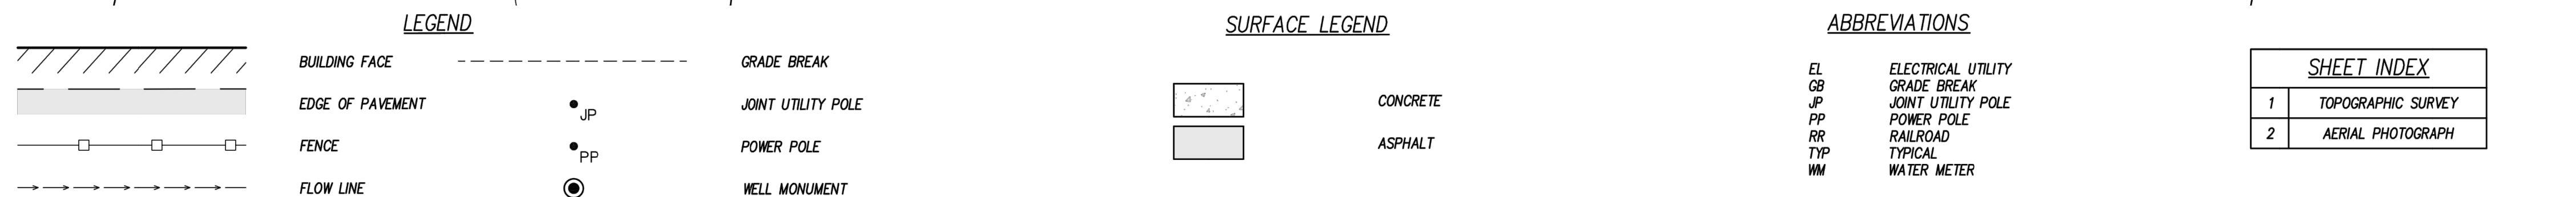 LEGEND
BUILDING FACE
EDGE OF PAVEMENT
FENCE
FLOW LINE
GRADE BREAK
JP JOINT UTILITY POLE
PP POWER POLE
WELL MONUMENT
SURFACE LEGEND
CONCRETE
ASPHALT
ABBREVIATIONS
EL ELECTRICAL UTILITY
GB GRADE BREAK
JP JOINT UTILITY POLE
PP POWER POLE
RR RAILROAD
TYP TYPICAL
WM WATER METER
SHEET INDEX
1 TOPOGRAPHIC SURVEY
2 AERIAL PHOTOGRAPH